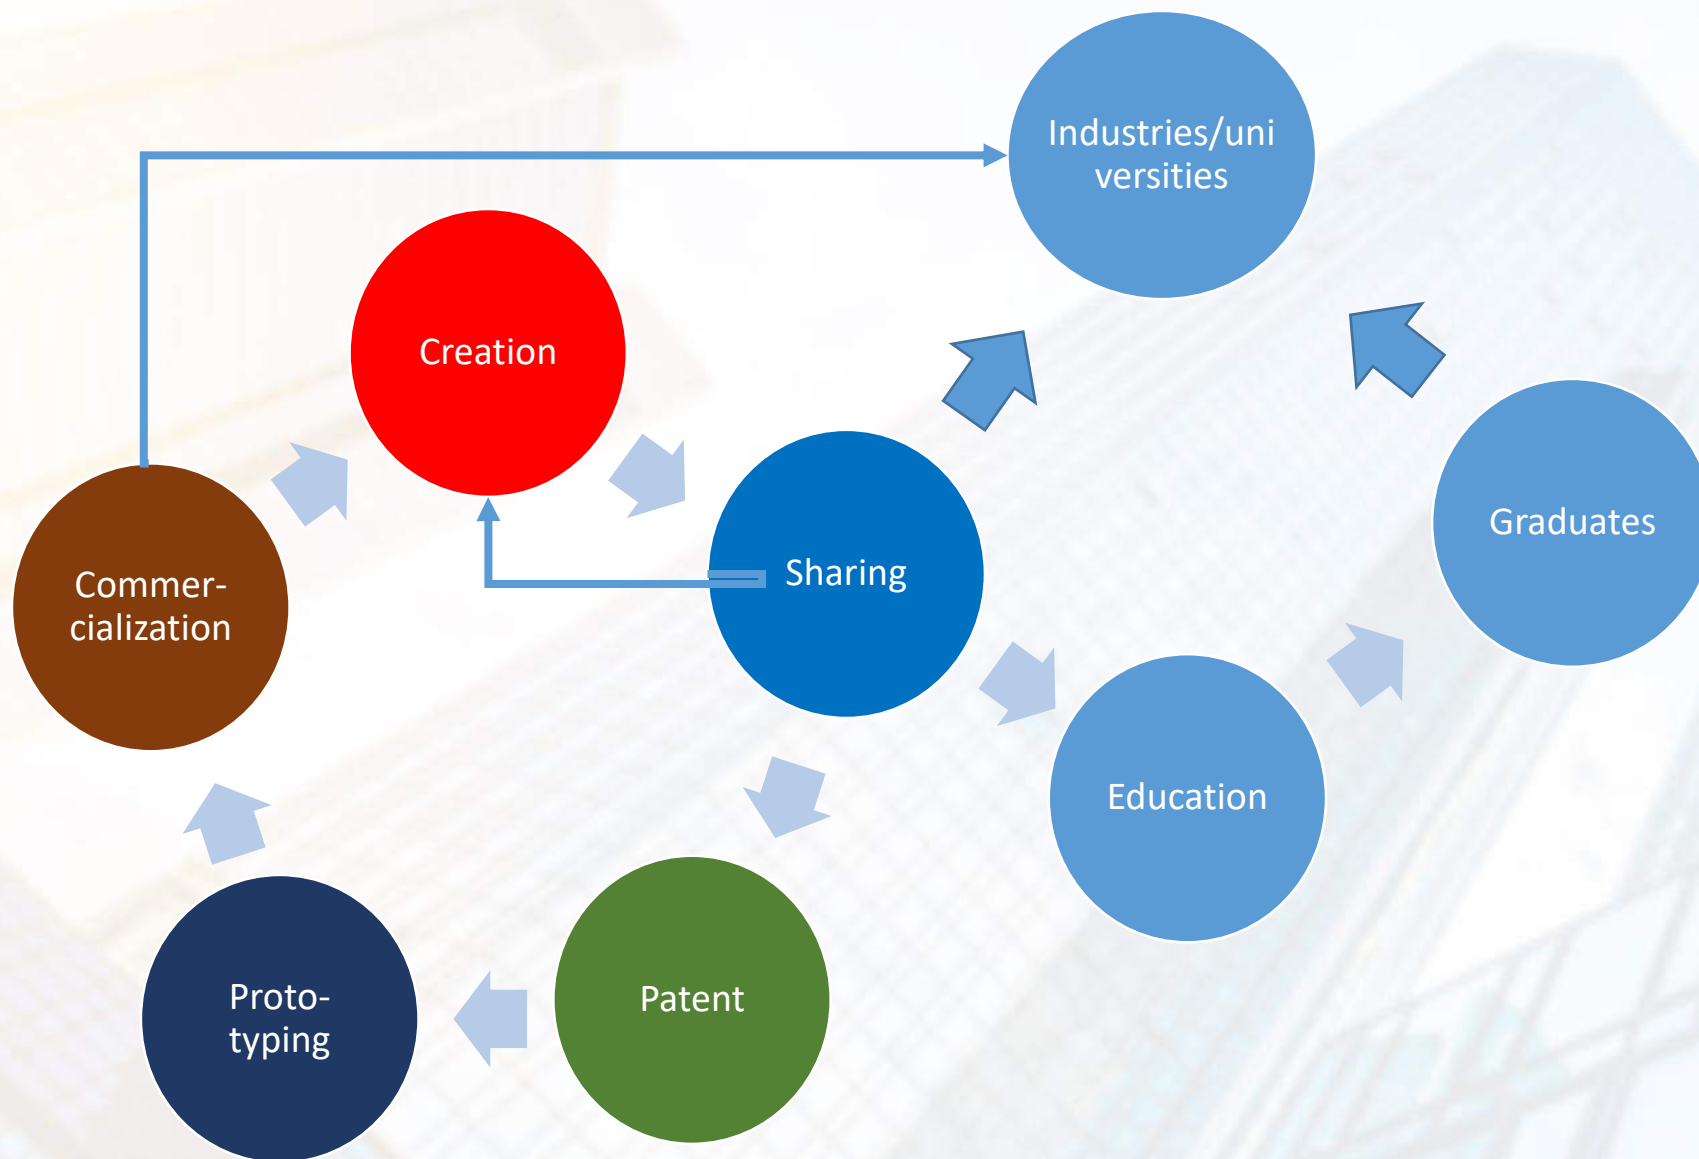 Industries/uni
versities
Creation
Graduates
Sharing
Commer-
cialization
Education
Proto-
typing
Patent